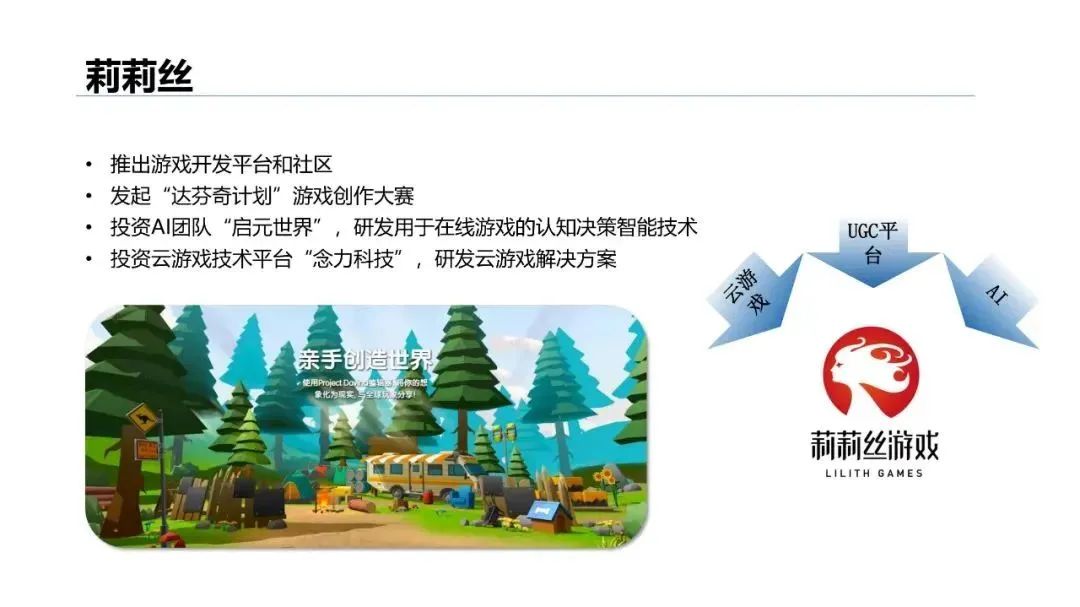 莉莉丝
• 推出游戏开发平台和社区
• 发起“达芬奇计划”游戏创作大赛
• 投资AI团队“启元世界”，研发用于在线游戏的认知决策智能技术
• 投资云游戏技术平台“念力科技”，研发云游戏解决方案
亲手创造世界
使用Project Davinci编辑器, 将你的想
象化为现实, 与全球玩家分享!
云游
戏
UGC平
台
AI
莉莉丝游戏
LILITH GAMES